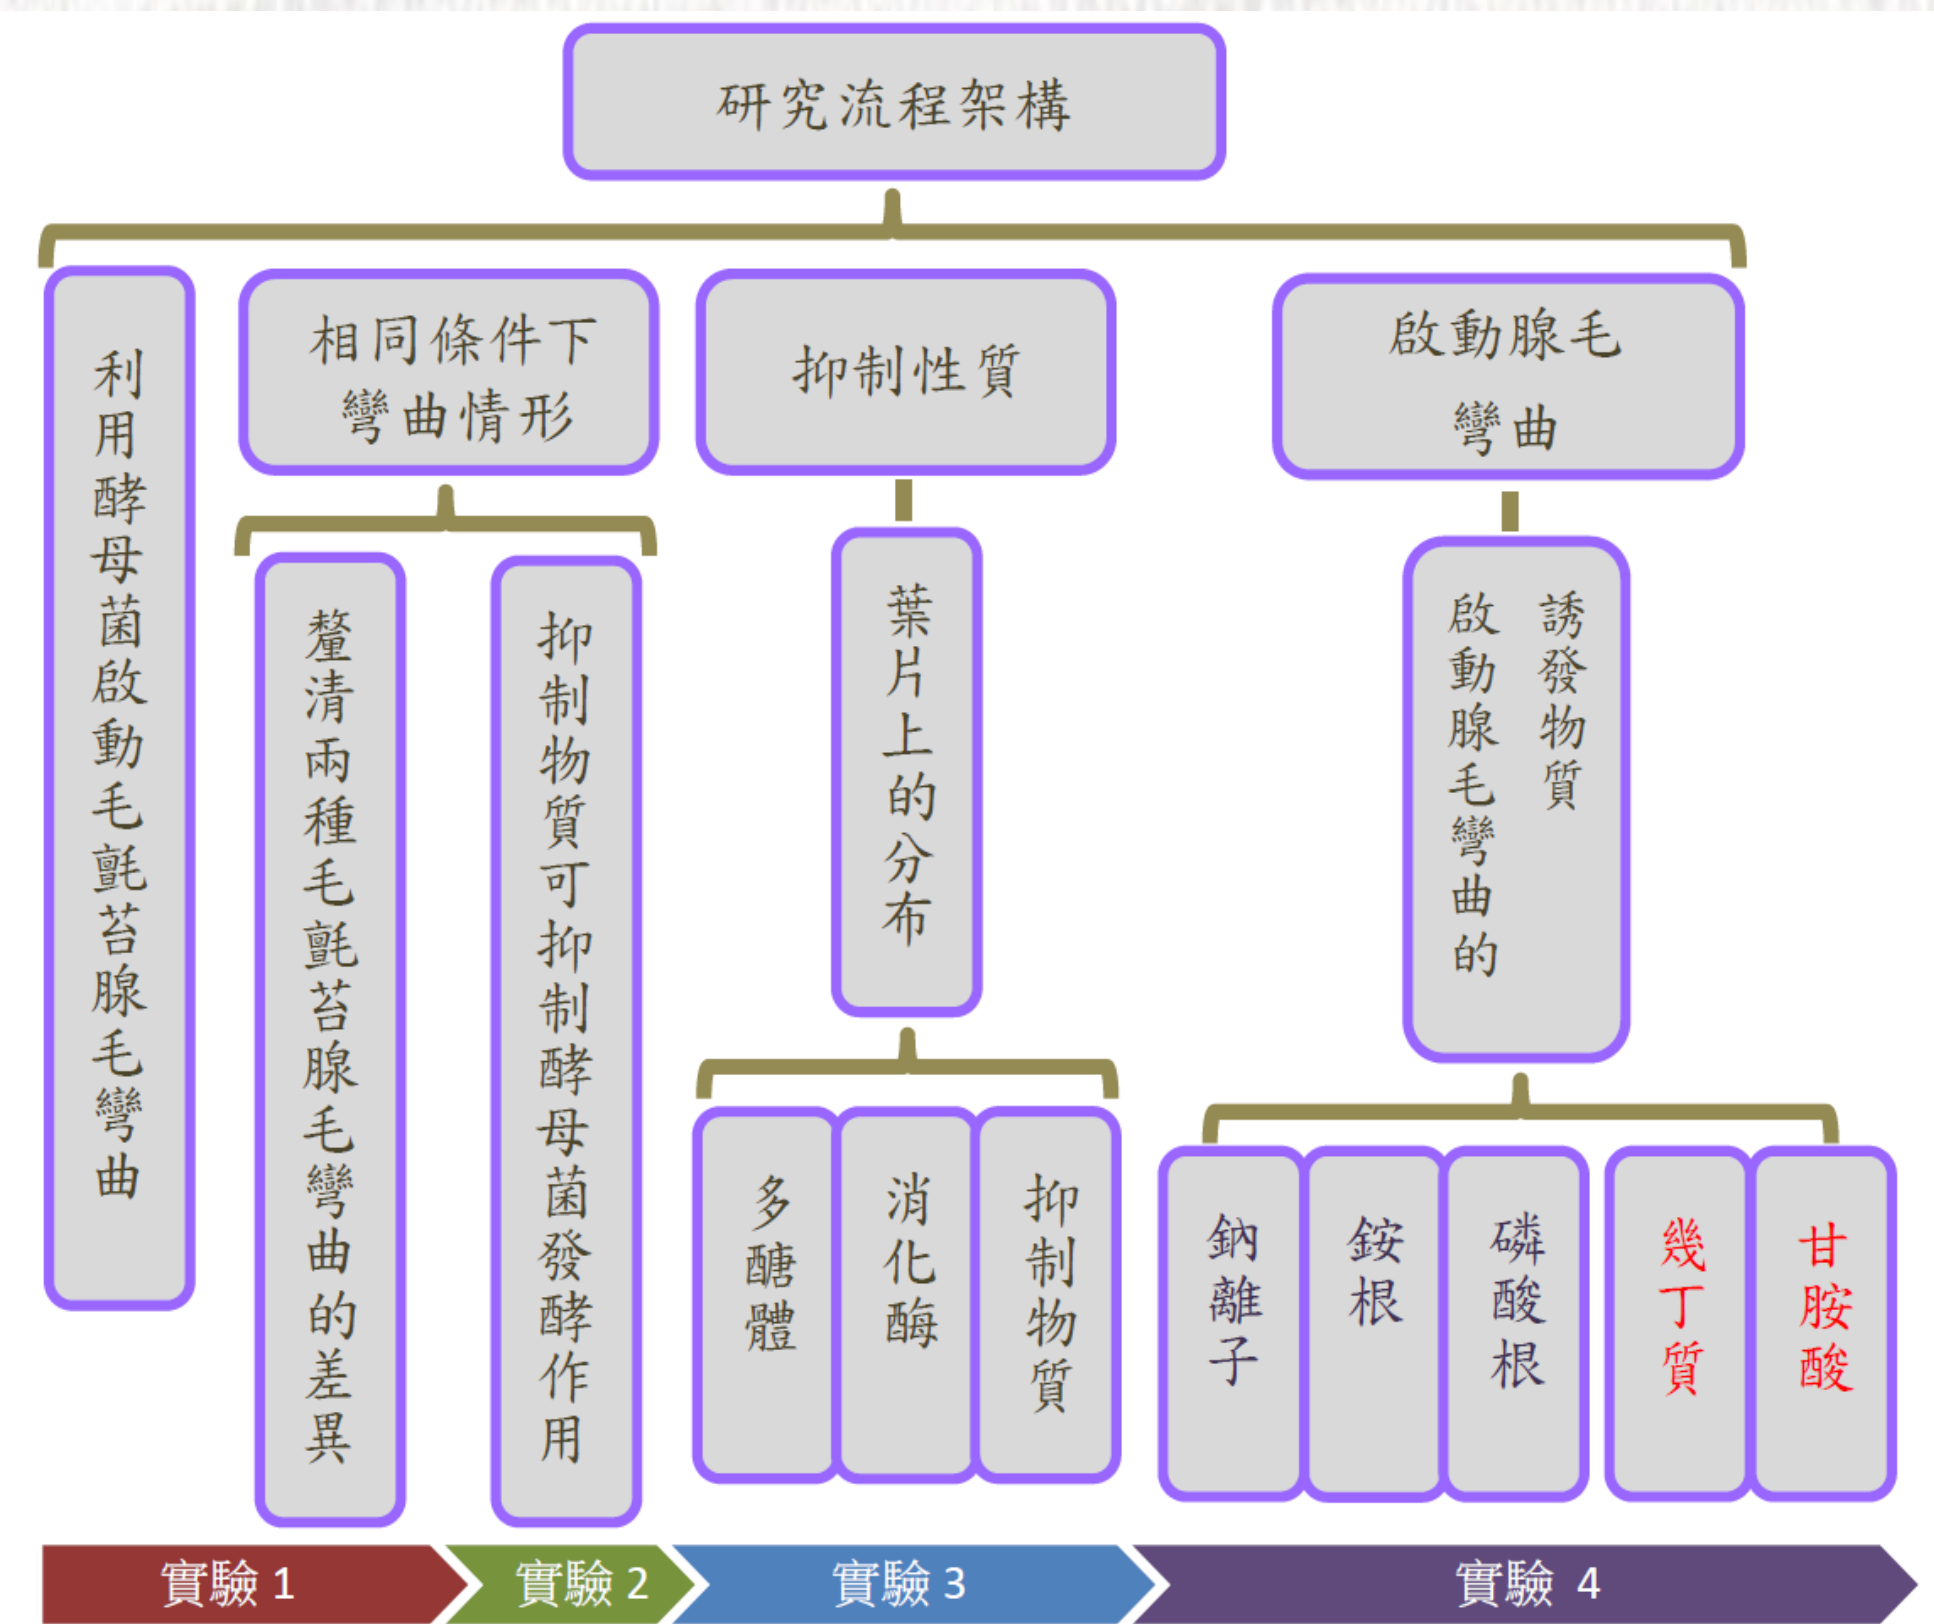 研究流程架構
利用酵母菌啟動毛氈苔腺毛彎曲
相同條件下
彎曲情形
釐清兩種毛氈苔腺毛彎曲的差異
抑制物質可抑制酵母菌發酵作用
抑制性質
葉片上的分布
多醣體
消化酶
抑制物質
啟動腺毛
彎曲
誘發物質
啟動腺毛彎曲的
鈉離子
銨根
磷酸根
幾丁質
甘胺酸
實驗 1
實驗 2
實驗 3
實驗 4